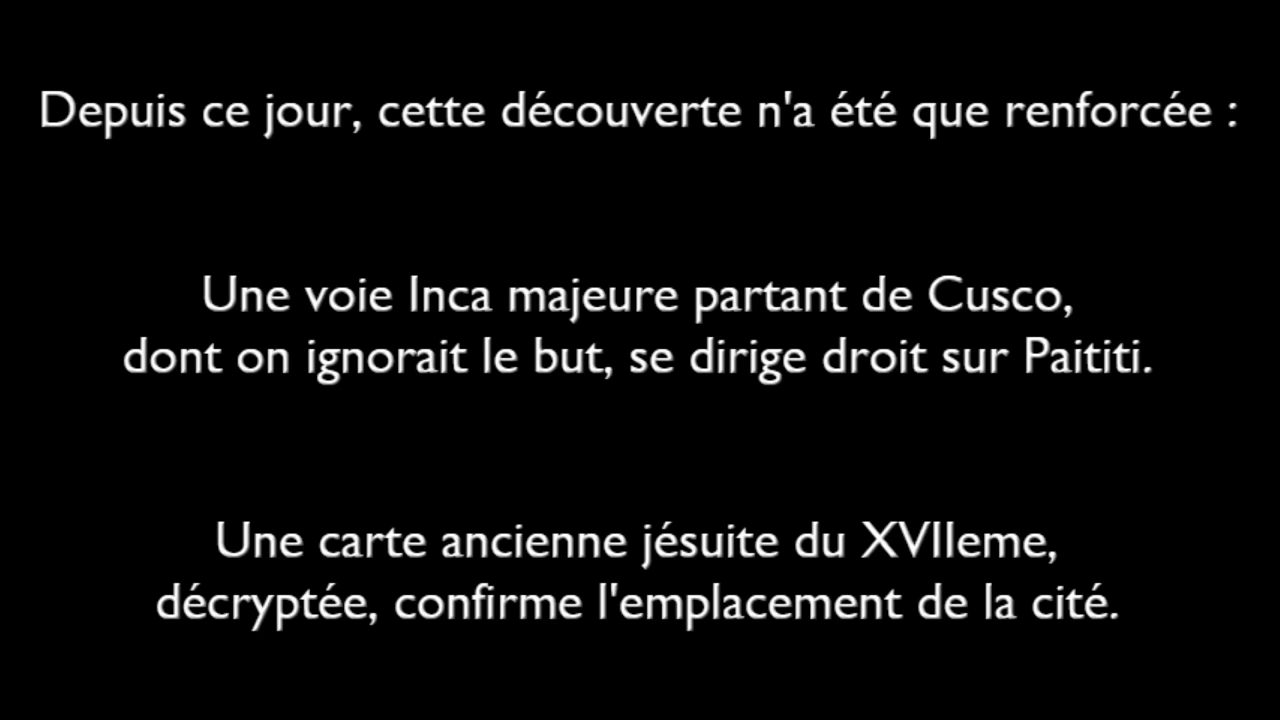 Depuis ce jour, cette découverte n'a été que renforcée :
Une voie Inca majeure partant de Cusco,
dont on ignorait le but, se dirige droit sur Paititi.
Une carte ancienne jésuite du XVIIeme,
décryptée, confirme l'emplacement de la cité.